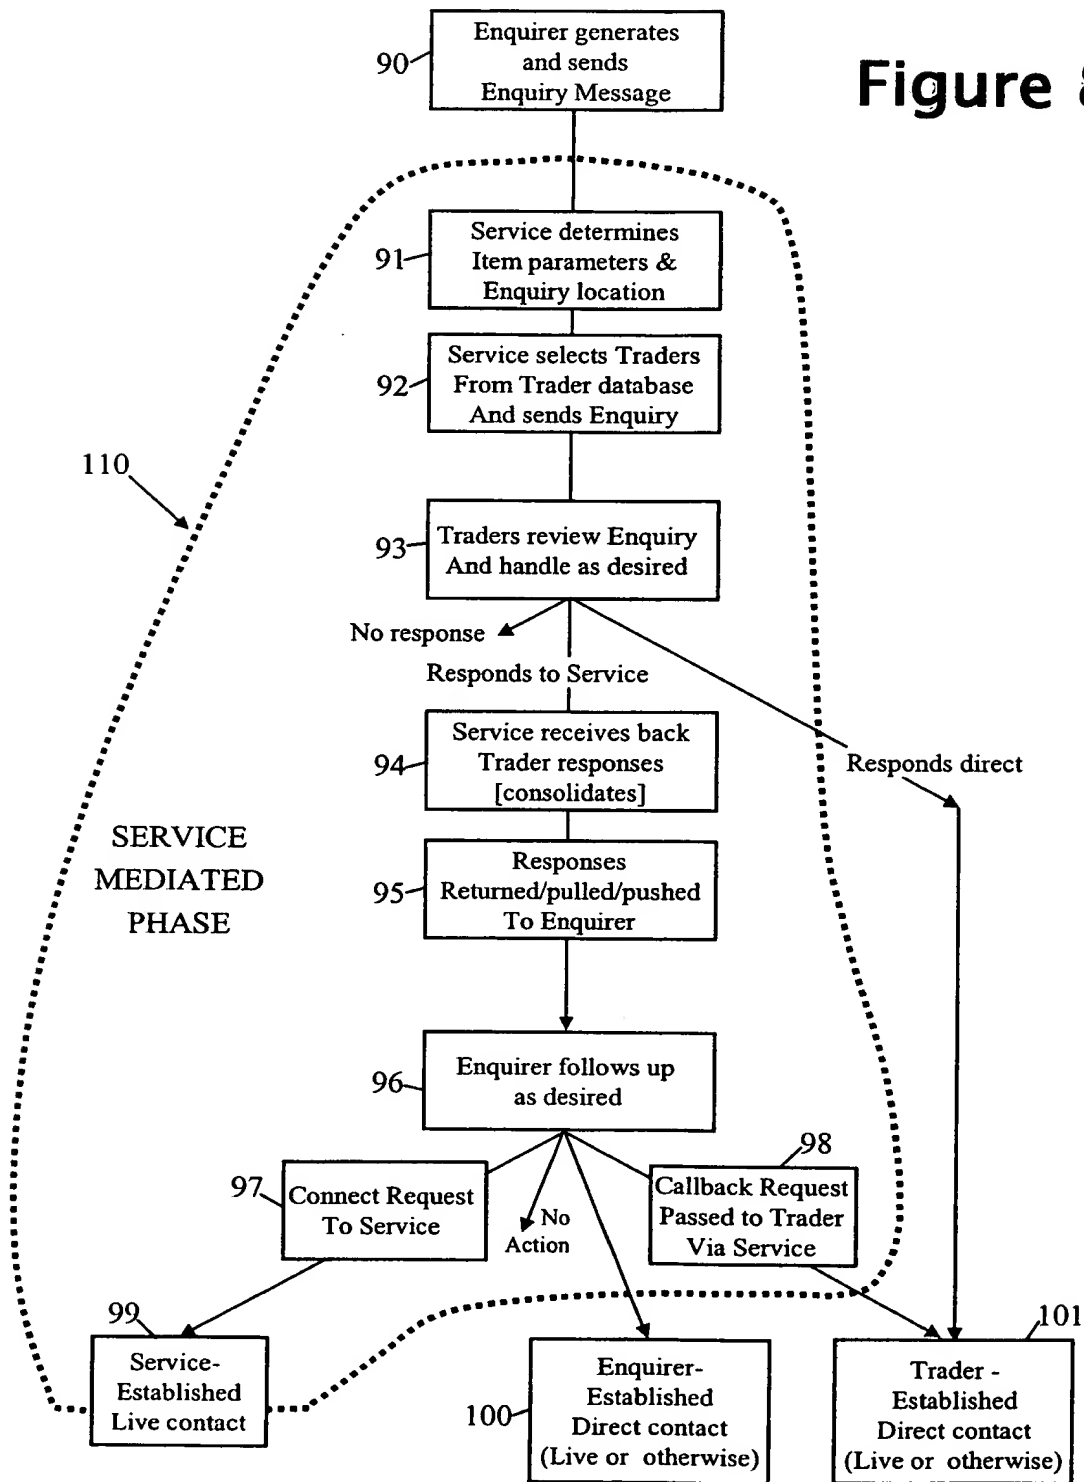 Enquirer generates
and sends
Enquiry Message
90
Figure 8
Service determines
Item parameters &
Enquiry location
91
Service selects Traders
From Trader database
And sends Enquiry
92
110
Traders review Enquiry
And handle as desired
93
No response
Responds to Service
Responds direct
Service receives back
Trader responses
[consolidates]
94
SERVICE
MEDIATED
PHASE
Responses
Returned/pulled/pushed
To Enquirer
95
Enquirer follows up
as desired
96
97
Connect Request
To Service
No
Action
98
Callback Request
Passed to Trader
Via Service
99
Service-
Established
Live contact
100
Enquirer-
Established
Direct contact
(Live or otherwise)
101
Trader -
Established
Direct contact
(Live or otherwise)